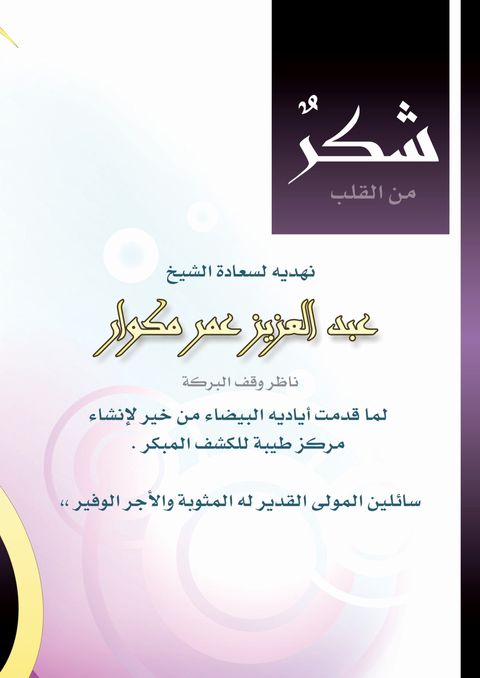 شكرٌ
من القلب
نهديه لسعادة الشيخ
عبد العزيز عمر مكوار
ناظر وقف البركة
لما قدمت أياديه البيضاء من خير لإنشاء
مركز طيبة للكشف المبكر .
سائلين المولى القدير له المثوبة والأجر الوفير ،،